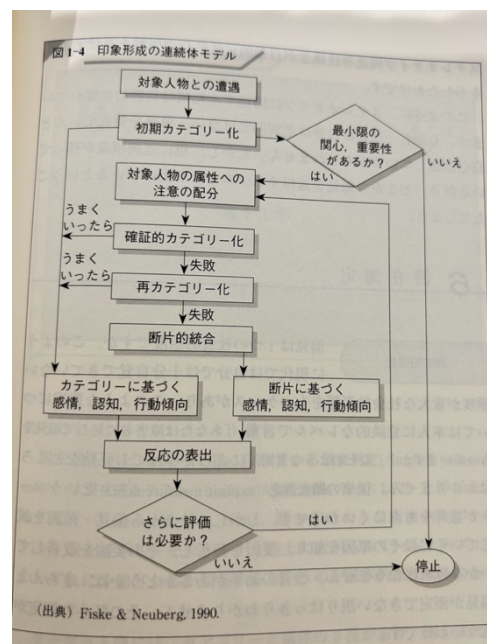 図1-4 印象形成の連続体モデル
対象人物との遭遇
初期カテゴリー化
最小限の
関心，重要性
があるか？
いいえ
はい
対象人物の属性への
注意の配分
うまく
いったら
確証的カテゴリー化
失敗
うまく
いったら
再カテゴリー化
失敗
断片的統合
カテゴリーに基づく
感情，認知，行動傾向
断片に基づく
感情，認知，行動傾向
反応の表出
さらに評価
は必要か？
はい
いいえ
停止
(出典) Fiske & Neuberg, 1990.